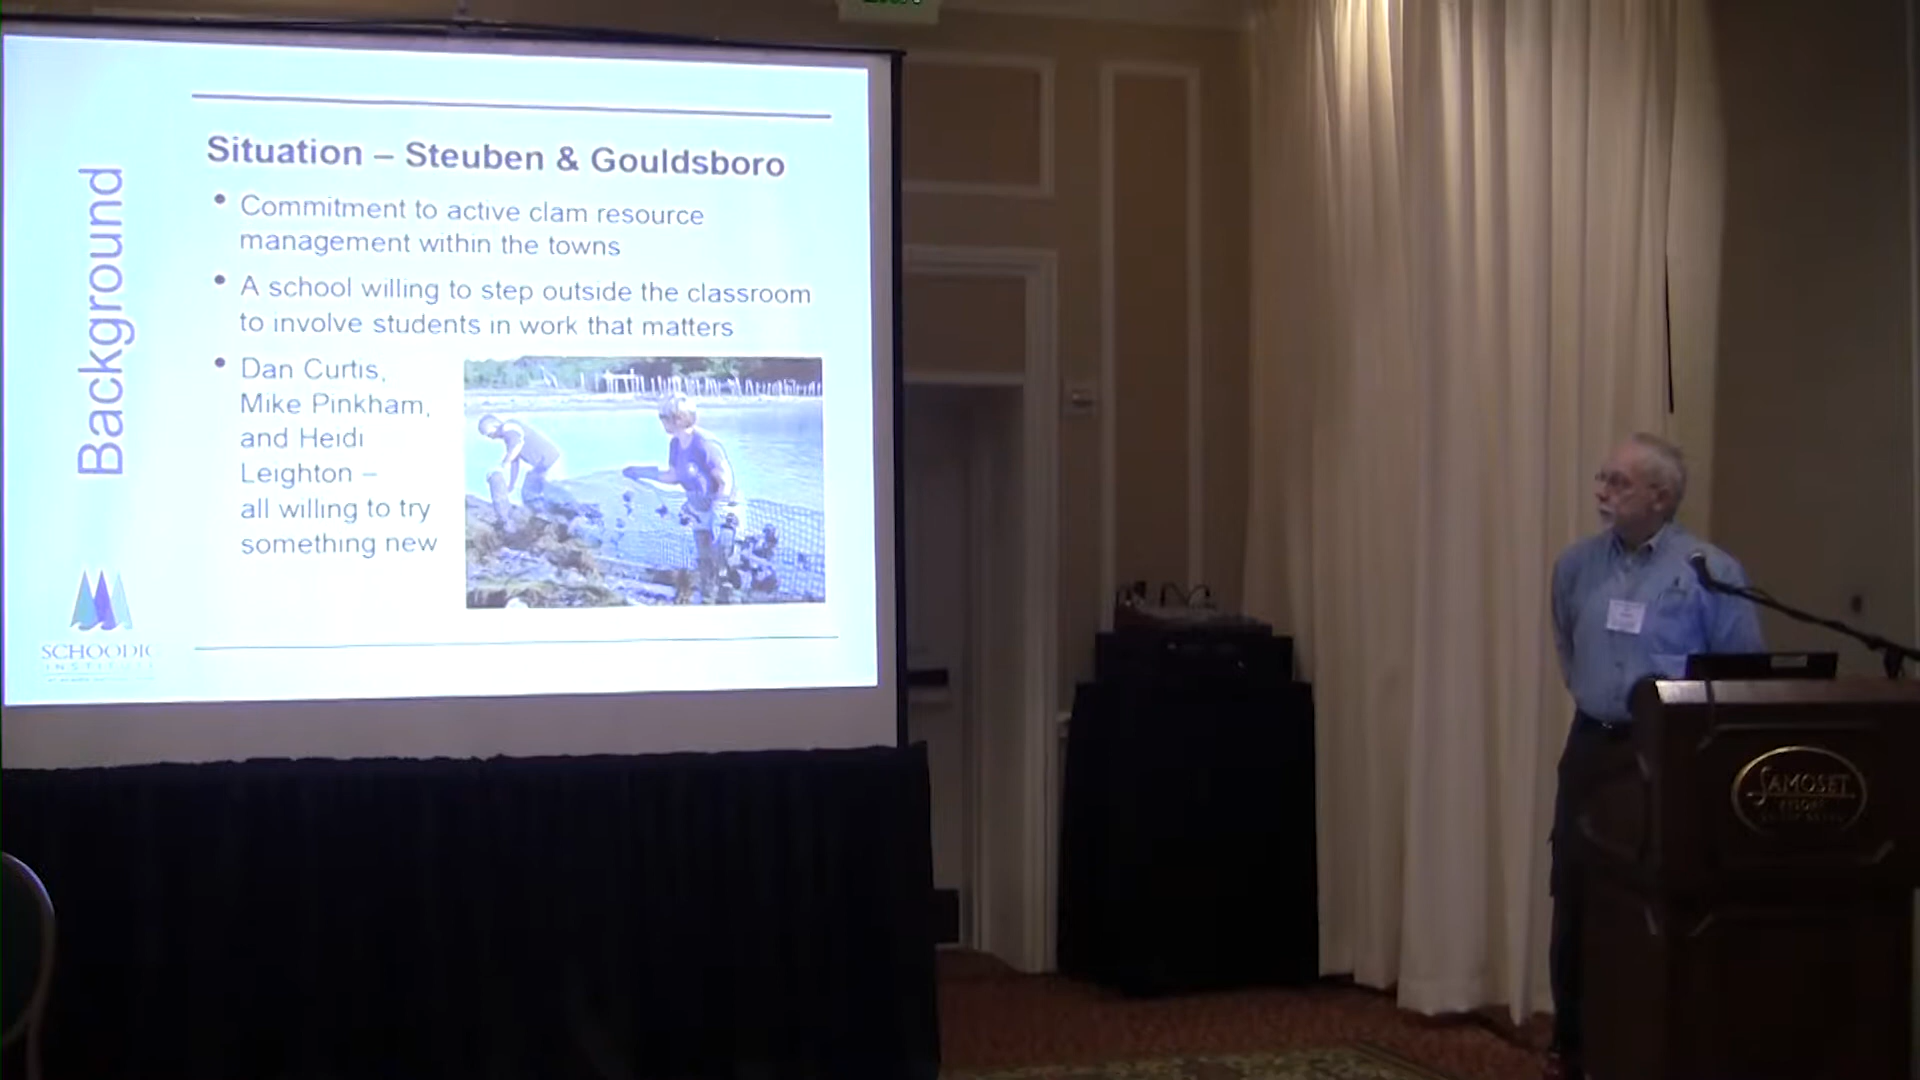 Background
Situation – Steuben & Gouldsboro
• Commitment to active clam resource
management within the towns
• A school willing to step outside the classroom
to involve students in work that matters
• Dan Curtis,
Mike Pinkham,
and Heidi
Leighton –
all willing to try
something new
SCHOODIC
INSTITUTE
SAMOSET
RESORT